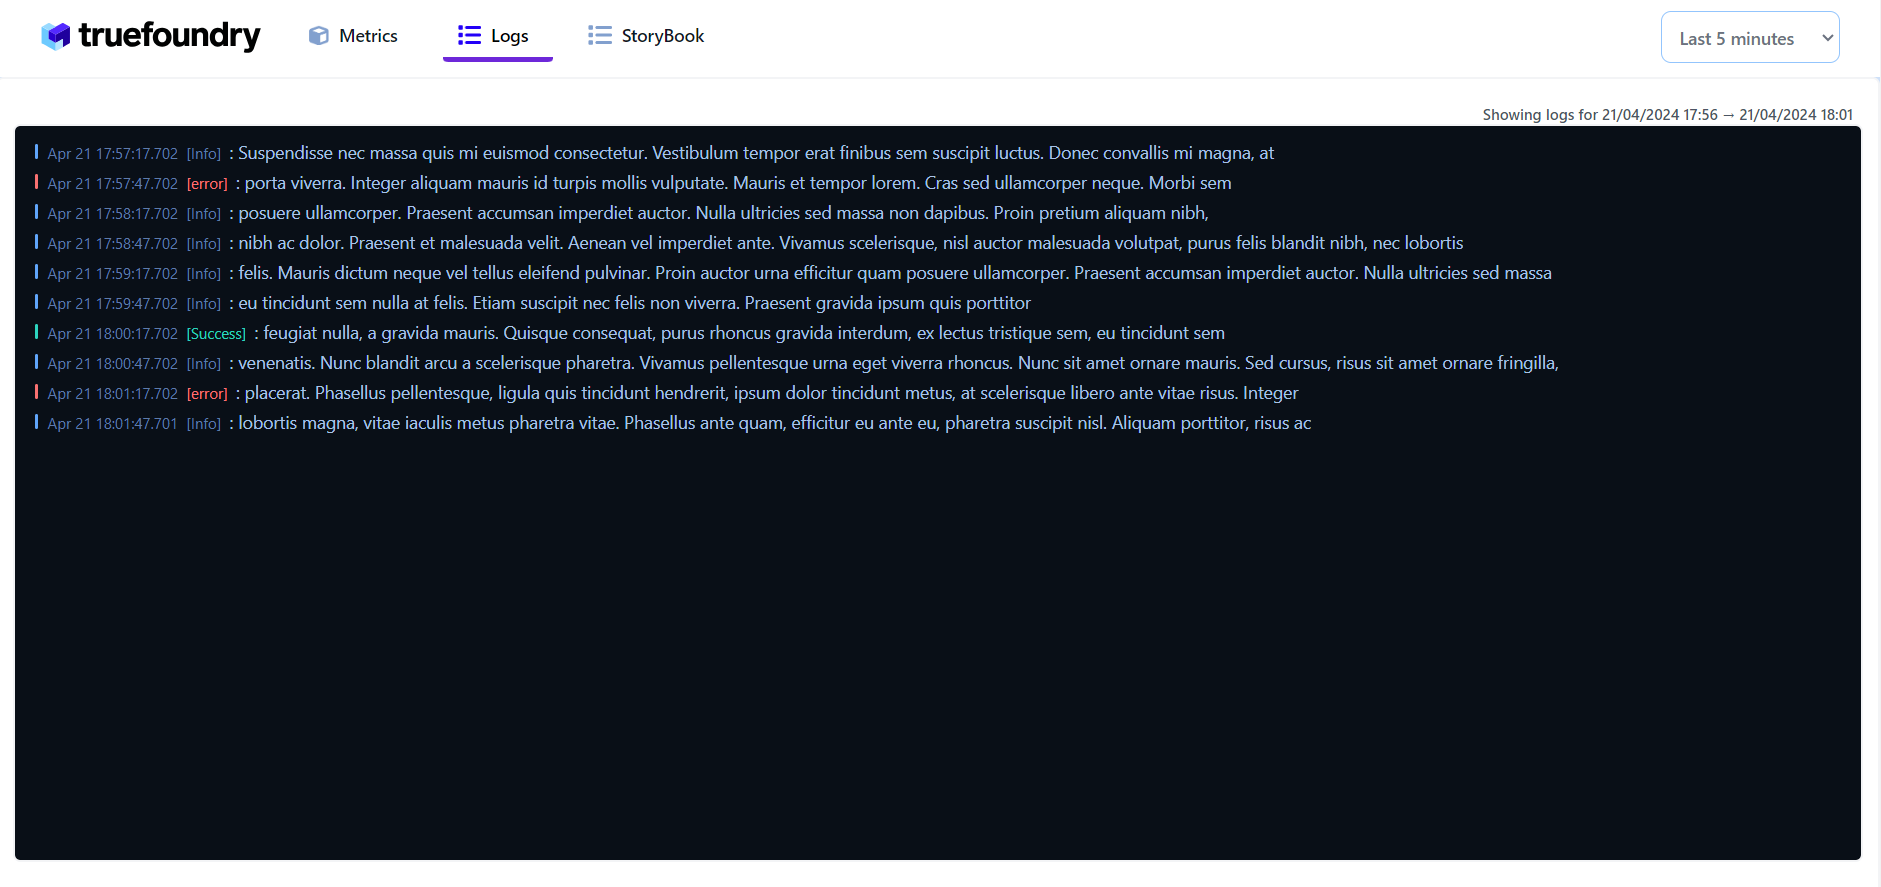 truefoundry Metrics Logs StoryBook Last 5 minutes
Showing logs for 21/04/2024 17:56 → 21/04/2024 18:01
Apr 21 17:57:17.702 [Info] : Suspendisse nec massa quis mi euismod consectetur. Vestibulum tempor erat finibus sem suscipit luctus. Donec convallis mi magna, at
Apr 21 17:57:47.702 [error] : porta viverra. Integer aliquam mauris id turpis mollis vulputate. Mauris et tempor lorem. Cras sed ullamcorper neque. Morbi sem
Apr 21 17:58:17.702 [Info] : posuere ullamcorper. Praesent accumsan imperdiet auctor. Nulla ultricies sed massa non dapibus. Proin pretium aliquam nibh,
Apr 21 17:58:47.702 [Info] : nibh ac dolor. Praesent et malesuada velit. Aenean vel imperdiet ante. Vivamus scelerisque, nisl auctor malesuada volutpat, purus felis blandit nibh, nec lobortis
Apr 21 17:59:17.702 [Info] : felis. Mauris dictum neque vel tellus eleifend pulvinar. Proin auctor urna efficitur quam posuere ullamcorper. Praesent accumsan imperdiet auctor. Nulla ultricies sed massa
Apr 21 17:59:47.702 [Info] : eu tincidunt sem nulla at felis. Etiam suscipit nec felis non viverra. Praesent gravida ipsum quis porttitor
Apr 21 18:00:17.702 [Success] : feugiat nulla, a gravida mauris. Quisque consequat, purus rhoncus gravida interdum, ex lectus tristique sem, eu tincidunt sem
Apr 21 18:00:47.702 [Info] : venenatis. Nunc blandit arcu a scelerisque pharetra. Vivamus pellentesque urna eget viverra rhoncus. Nunc sit amet ornare mauris. Sed cursus, risus sit amet ornare fringilla,
Apr 21 18:01:17.702 [error] : placerat. Phasellus pellentesque, ligula quis tincidunt hendrerit, ipsum dolor tincidunt metus, at scelerisque libero ante vitae risus. Integer
Apr 21 18:01:47.701 [Info] : lobortis magna, vitae iaculis metus pharetra vitae. Phasellus ante quam, efficitur eu ante eu, pharetra suscipit nisl. Aliquam porttitor, risus ac